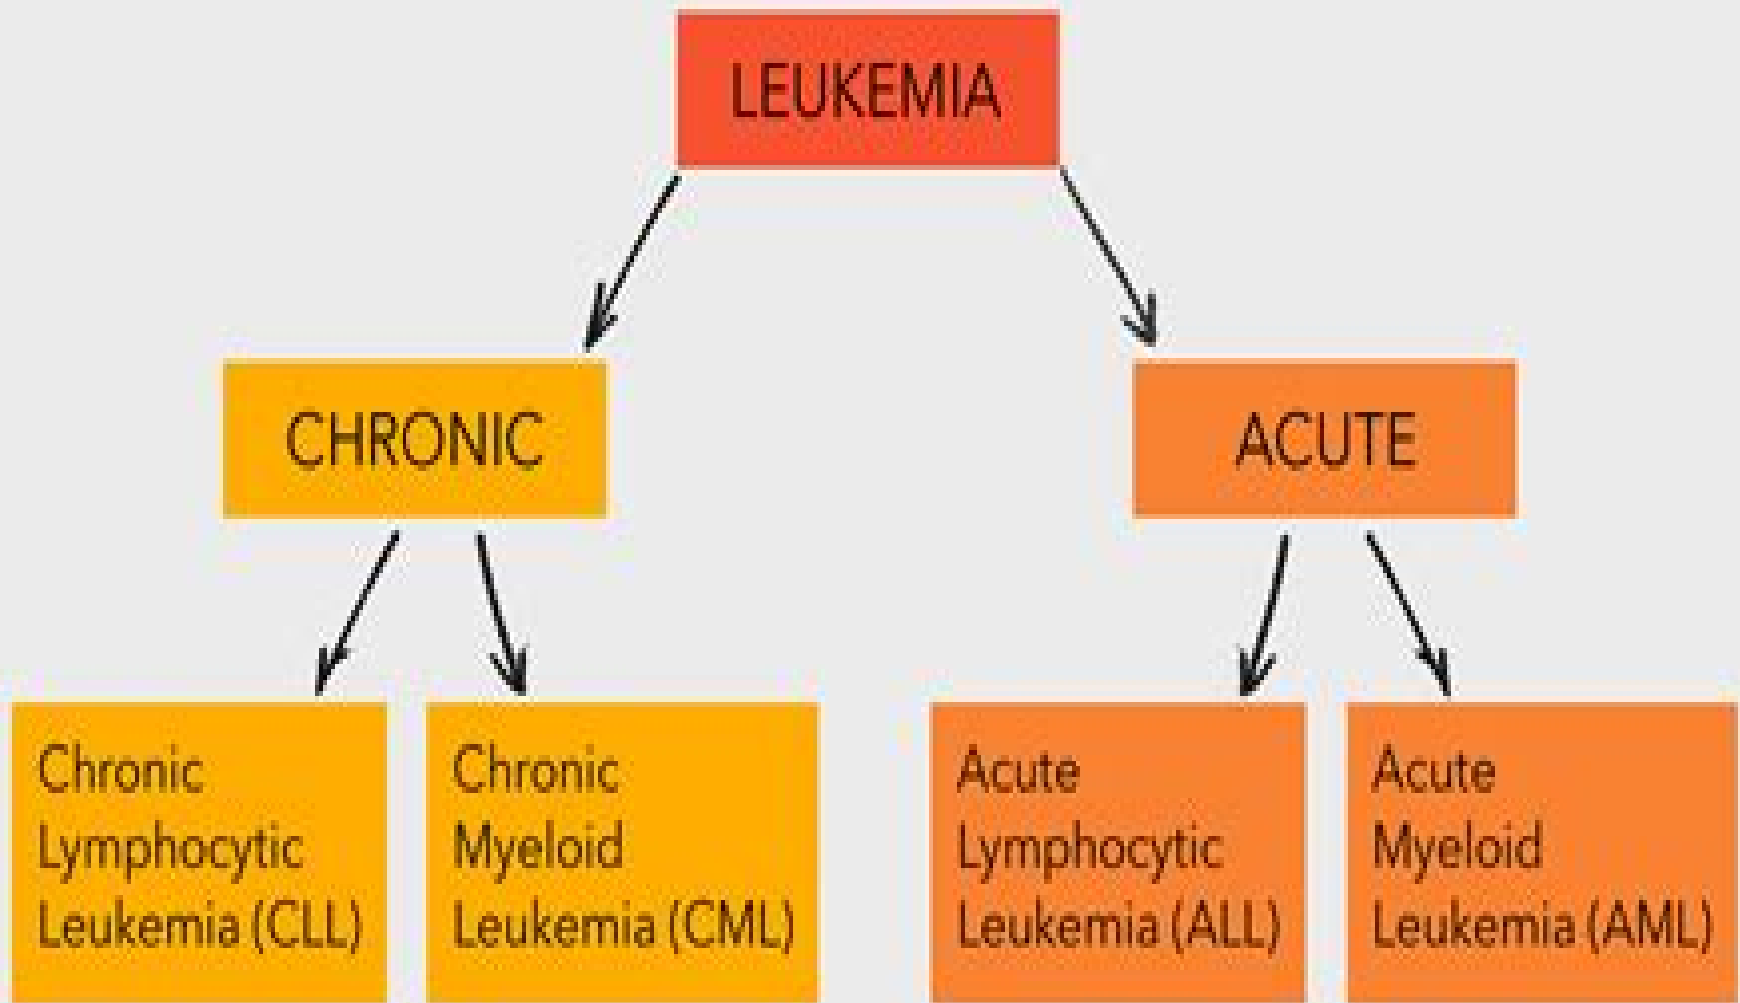 LEUKEMIA
CHRONIC
ACUTE
Chronic
Lymphocytic
Leukemia (CLL)
Chronic
Myeloid
Leukemia (CML)
Acute
Lymphocytic
Leukemia (ALL)
Acute
Myeloid
Leukemia (AML)